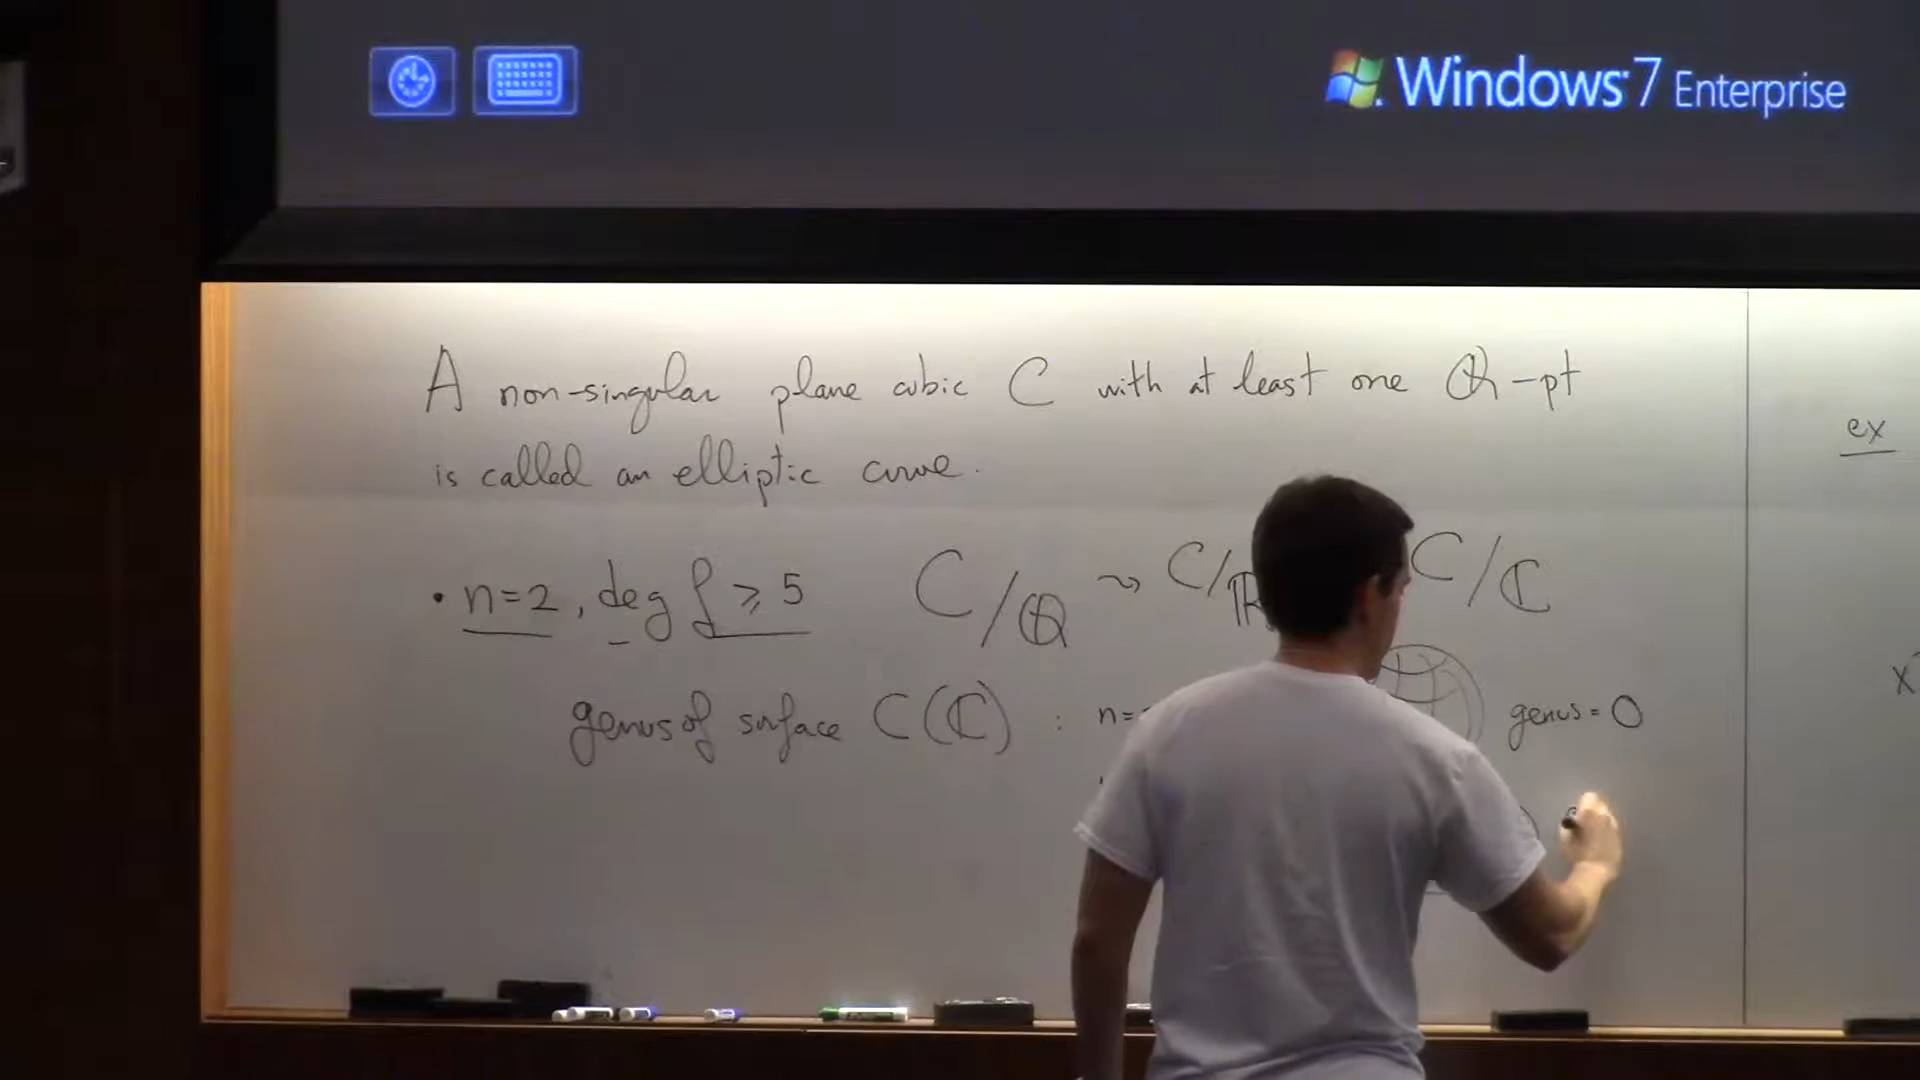 Windows 7 Enterprise
A non-singular plane cubic C with at least one ℚ-pt
is called an elliptic curve.
ex
• n=2, deg f ≥ 5 C/ℚ ⇝ C/ℝ C/ℂ
genus of surface C(ℂ) : n= genus = 0
x